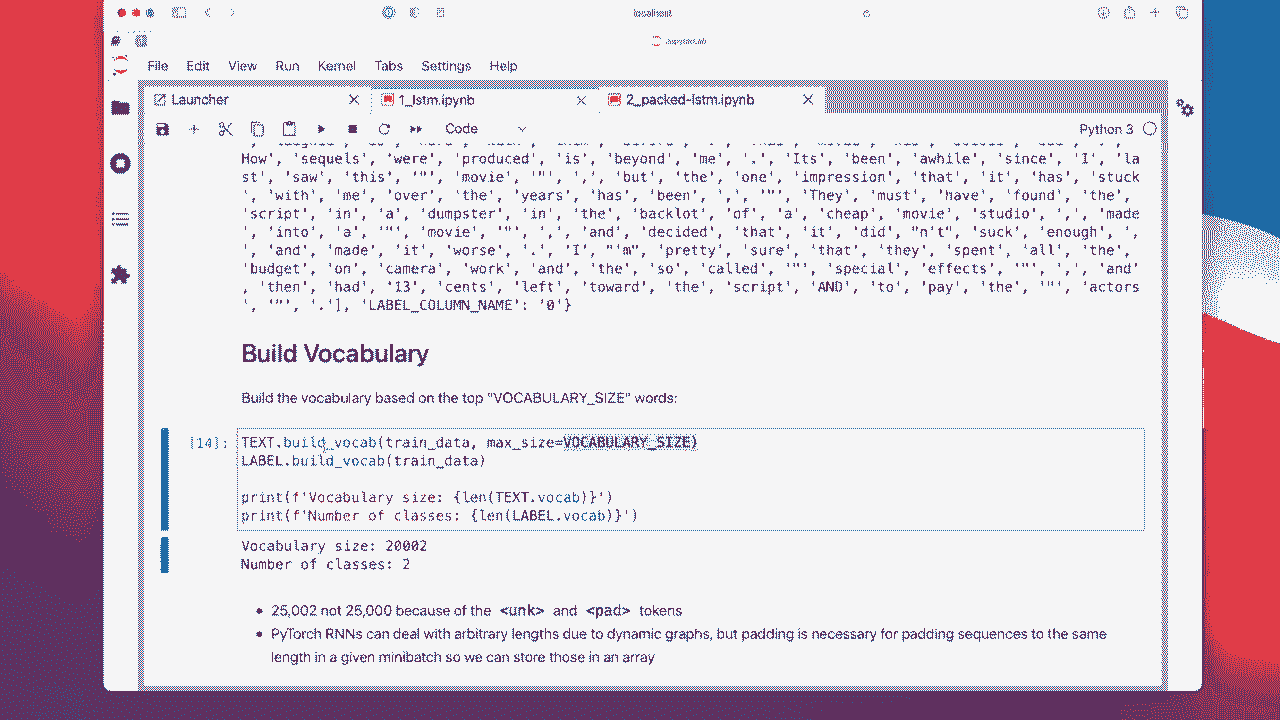 localhost
JupyterLab
File Edit View Run Kernel Tabs Settings Help
Launcher 1_lstm.ipynb 2_packed-lstm.ipynb
Code Python 3
How', 'sequels', 'were', 'produced', 'is', 'beyond', 'me', '.', 'Its', 'been', 'awhile', 'since', 'I', 'la
st', 'saw', 'this', '"', 'movie', '"', ',', 'but', 'the', 'one', 'impression', 'that', 'it', 'has', 'stuck
', 'with', 'me', 'over', 'the', 'years', 'has', 'been', ',', '"', 'They', 'must', 'have', 'found', 'the',
'script', 'in', 'a', 'dumpster', 'in', 'the', 'backlot', 'of', 'a', 'cheap', 'movie', 'studio', ',', 'made
', 'into', 'a', '"', 'movie', '"', ',', 'and', 'decided', 'that', 'it', 'did', "n't", 'suck', 'enough', ',
', 'and', 'made', 'it', 'worse', '.', 'I', "'m", 'pretty', 'sure', 'that', 'they', 'spent', 'all', 'the',
'budget', 'on', 'camera', 'work', 'and', 'the', 'so', 'called', '"', 'special', 'effects', '"', ',', 'and'
, 'then', 'had', '13', 'cents', 'left', 'toward', 'the', 'script', 'AND', 'to', 'pay', 'the', '"', 'actors
', '"', '.'], 'LABEL_COLUMN_NAME': '0'}
Build Vocabulary
Build the vocabulary based on the top "VOCABULARY_SIZE" words:
[14]: TEXT.build_vocab(train_data, max_size=VOCABULARY_SIZE)
LABEL.build_vocab(train_data)
print(f'Vocabulary size: {len(TEXT.vocab)}')
print(f'Number of classes: {len(LABEL.vocab)}')
Vocabulary size: 20002
Number of classes: 2
• 25,002 not 25,000 because of the <unk> and <pad> tokens
• PyTorch RNNs can deal with arbitrary lengths due to dynamic graphs, but padding is necessary for padding sequences to the same
length in a given minibatch so we can store those in an array